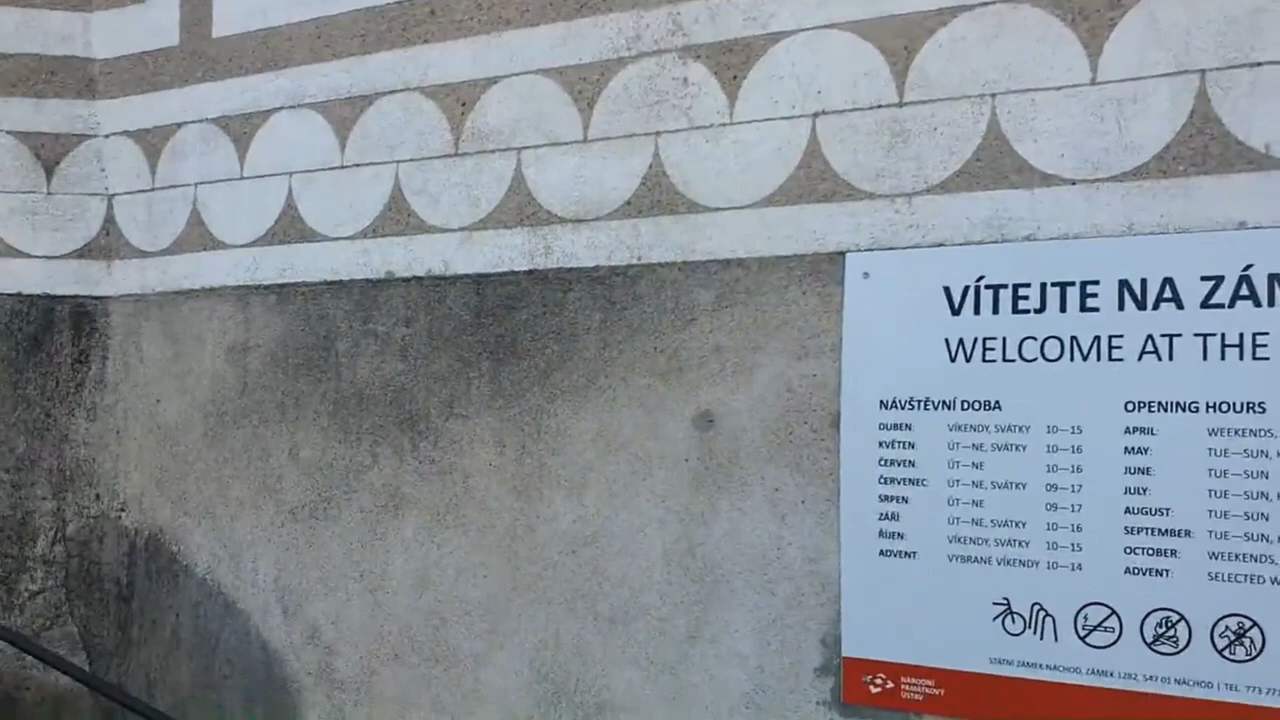 VÍTEJTE NA ZÁM
WELCOME AT THE
NÁVŠTĚVNÍ DOBA
DUBEN: VÍKENDY, SVÁTKY 10—15
KVĚTEN: ÚT—NE, SVÁTKY 10—16
ČERVEN: ÚT—NE 10—16
ČERVENEC: ÚT—NE, SVÁTKY 09—17
SRPEN: ÚT—NE 09—17
ZÁŘÍ: ÚT—NE, SVÁTKY 10—16
ŘÍJEN: VÍKENDY, SVÁTKY 10—15
ADVENT: VYBRANÉ VÍKENDY 10—14
OPENING HOURS
APRIL: WEEKENDS,
MAY: TUE—SUN,
JUNE: TUE—SUN
JULY: TUE—SUN,
AUGUST: TUE—SUN
SEPTEMBER: TUE—SUN,
OCTOBER: WEEKENDS,
ADVENT: SELECTED W
STÁTNÍ ZÁMEK NÁCHOD, ZÁMEK 1282, 547 01 NÁCHOD | TEL. 773 77
NÁRODNÍ
PAMÁTKOVÝ
ÚSTAV